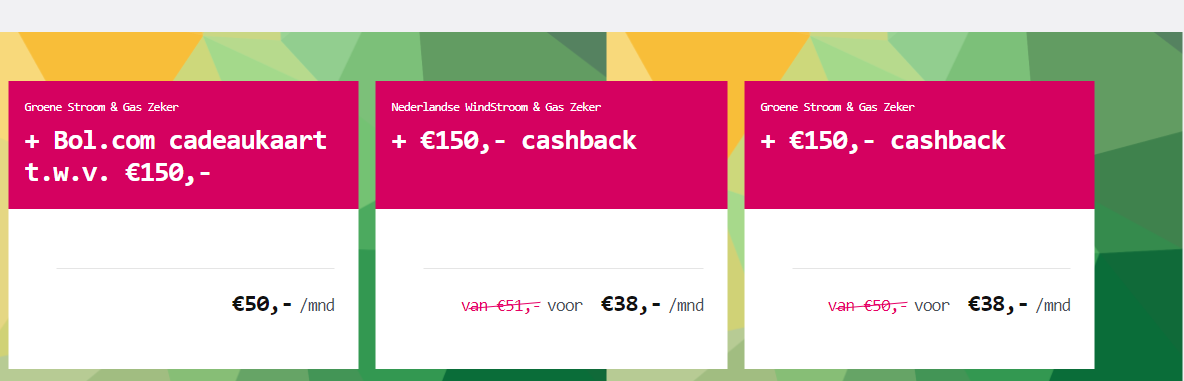 Groene Stroom & Gas Zeker
+ Bol.com cadeaukaart
t.w.v. €150,-
€50,- /mnd
Nederlandse WindStroom & Gas Zeker
+ €150,- cashback
van €51,- voor €38,- /mnd
Groene Stroom & Gas Zeker
+ €150,- cashback
van €50,- voor €38,- /mnd